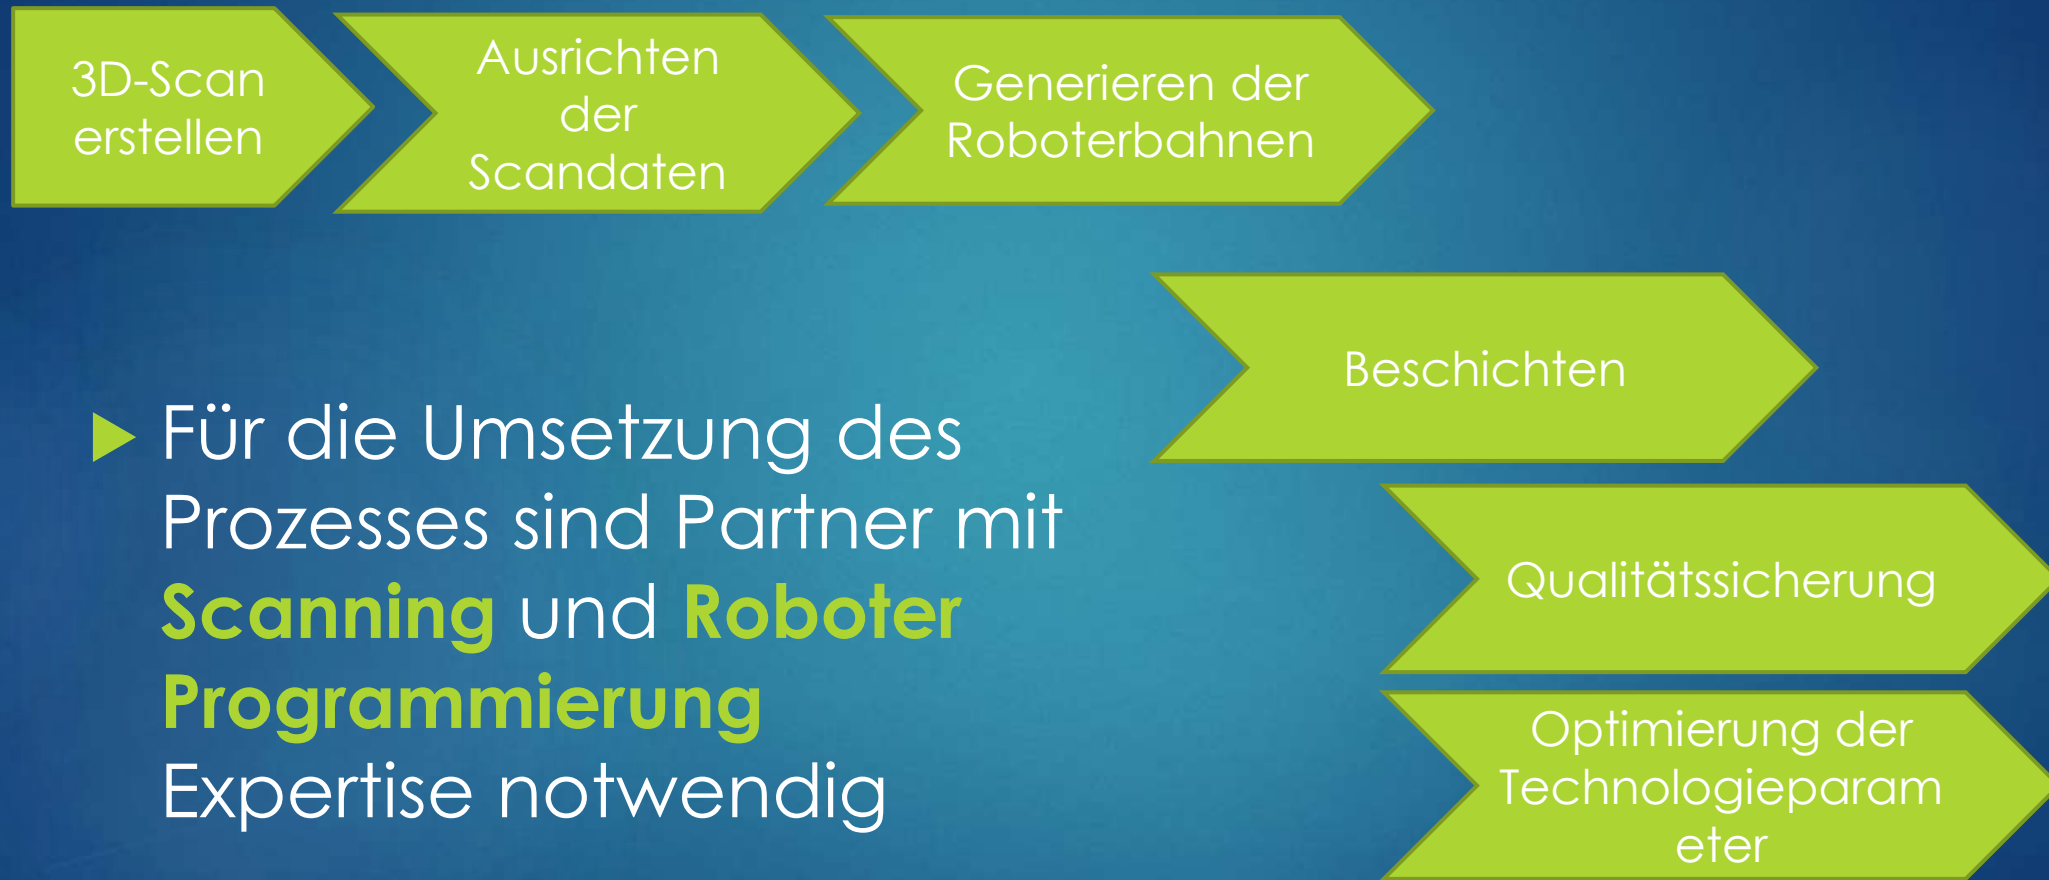 3D-Scan
erstellen
Ausrichten
der
Scandaten
Generieren der
Roboterbahnen
Beschichten
Für die Umsetzung des
Prozesses sind Partner mit
Scanning und Roboter
Programmierung
Expertise notwendig
Qualitätssicherung
Optimierung der
Technologieparam
eter